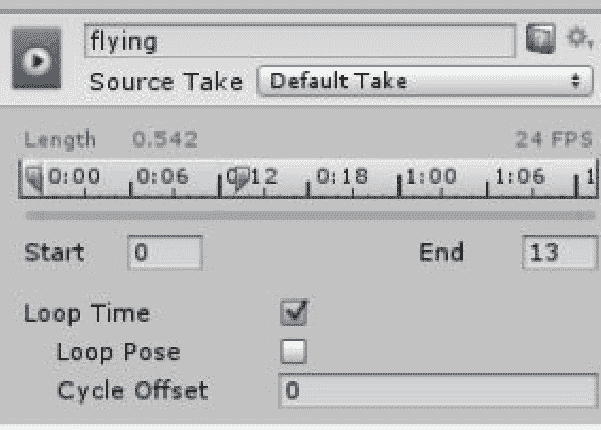 flying
Source Take Default Take
Length 0.542 24 FPS
0:00 0:06 0:12 0:18 1:00 1:06 1
Start 0 End 13
Loop Time
Loop Pose
Cycle Offset 0